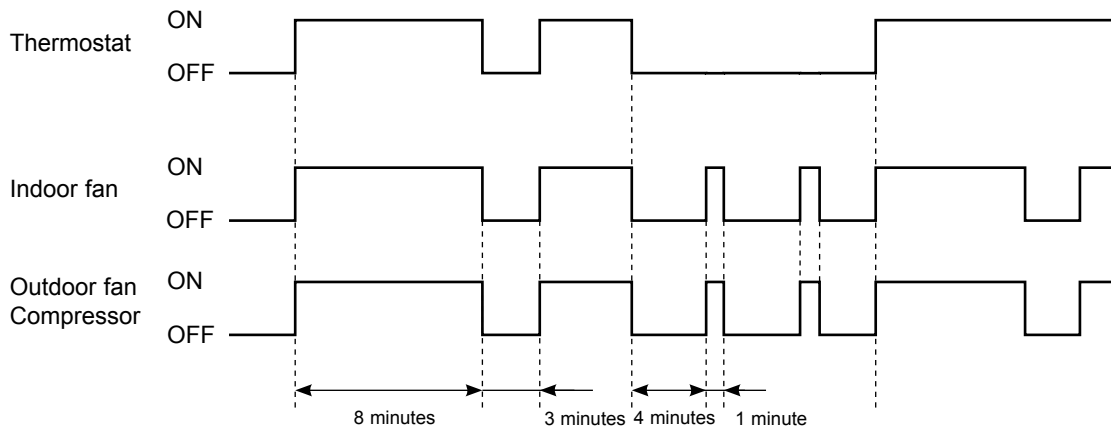 ON
Thermostat
OFF
ON
Indoor fan
OFF
ON
Outdoor fan
Compressor
OFF
8 minutes
3 minutes
4 minutes
1 minute